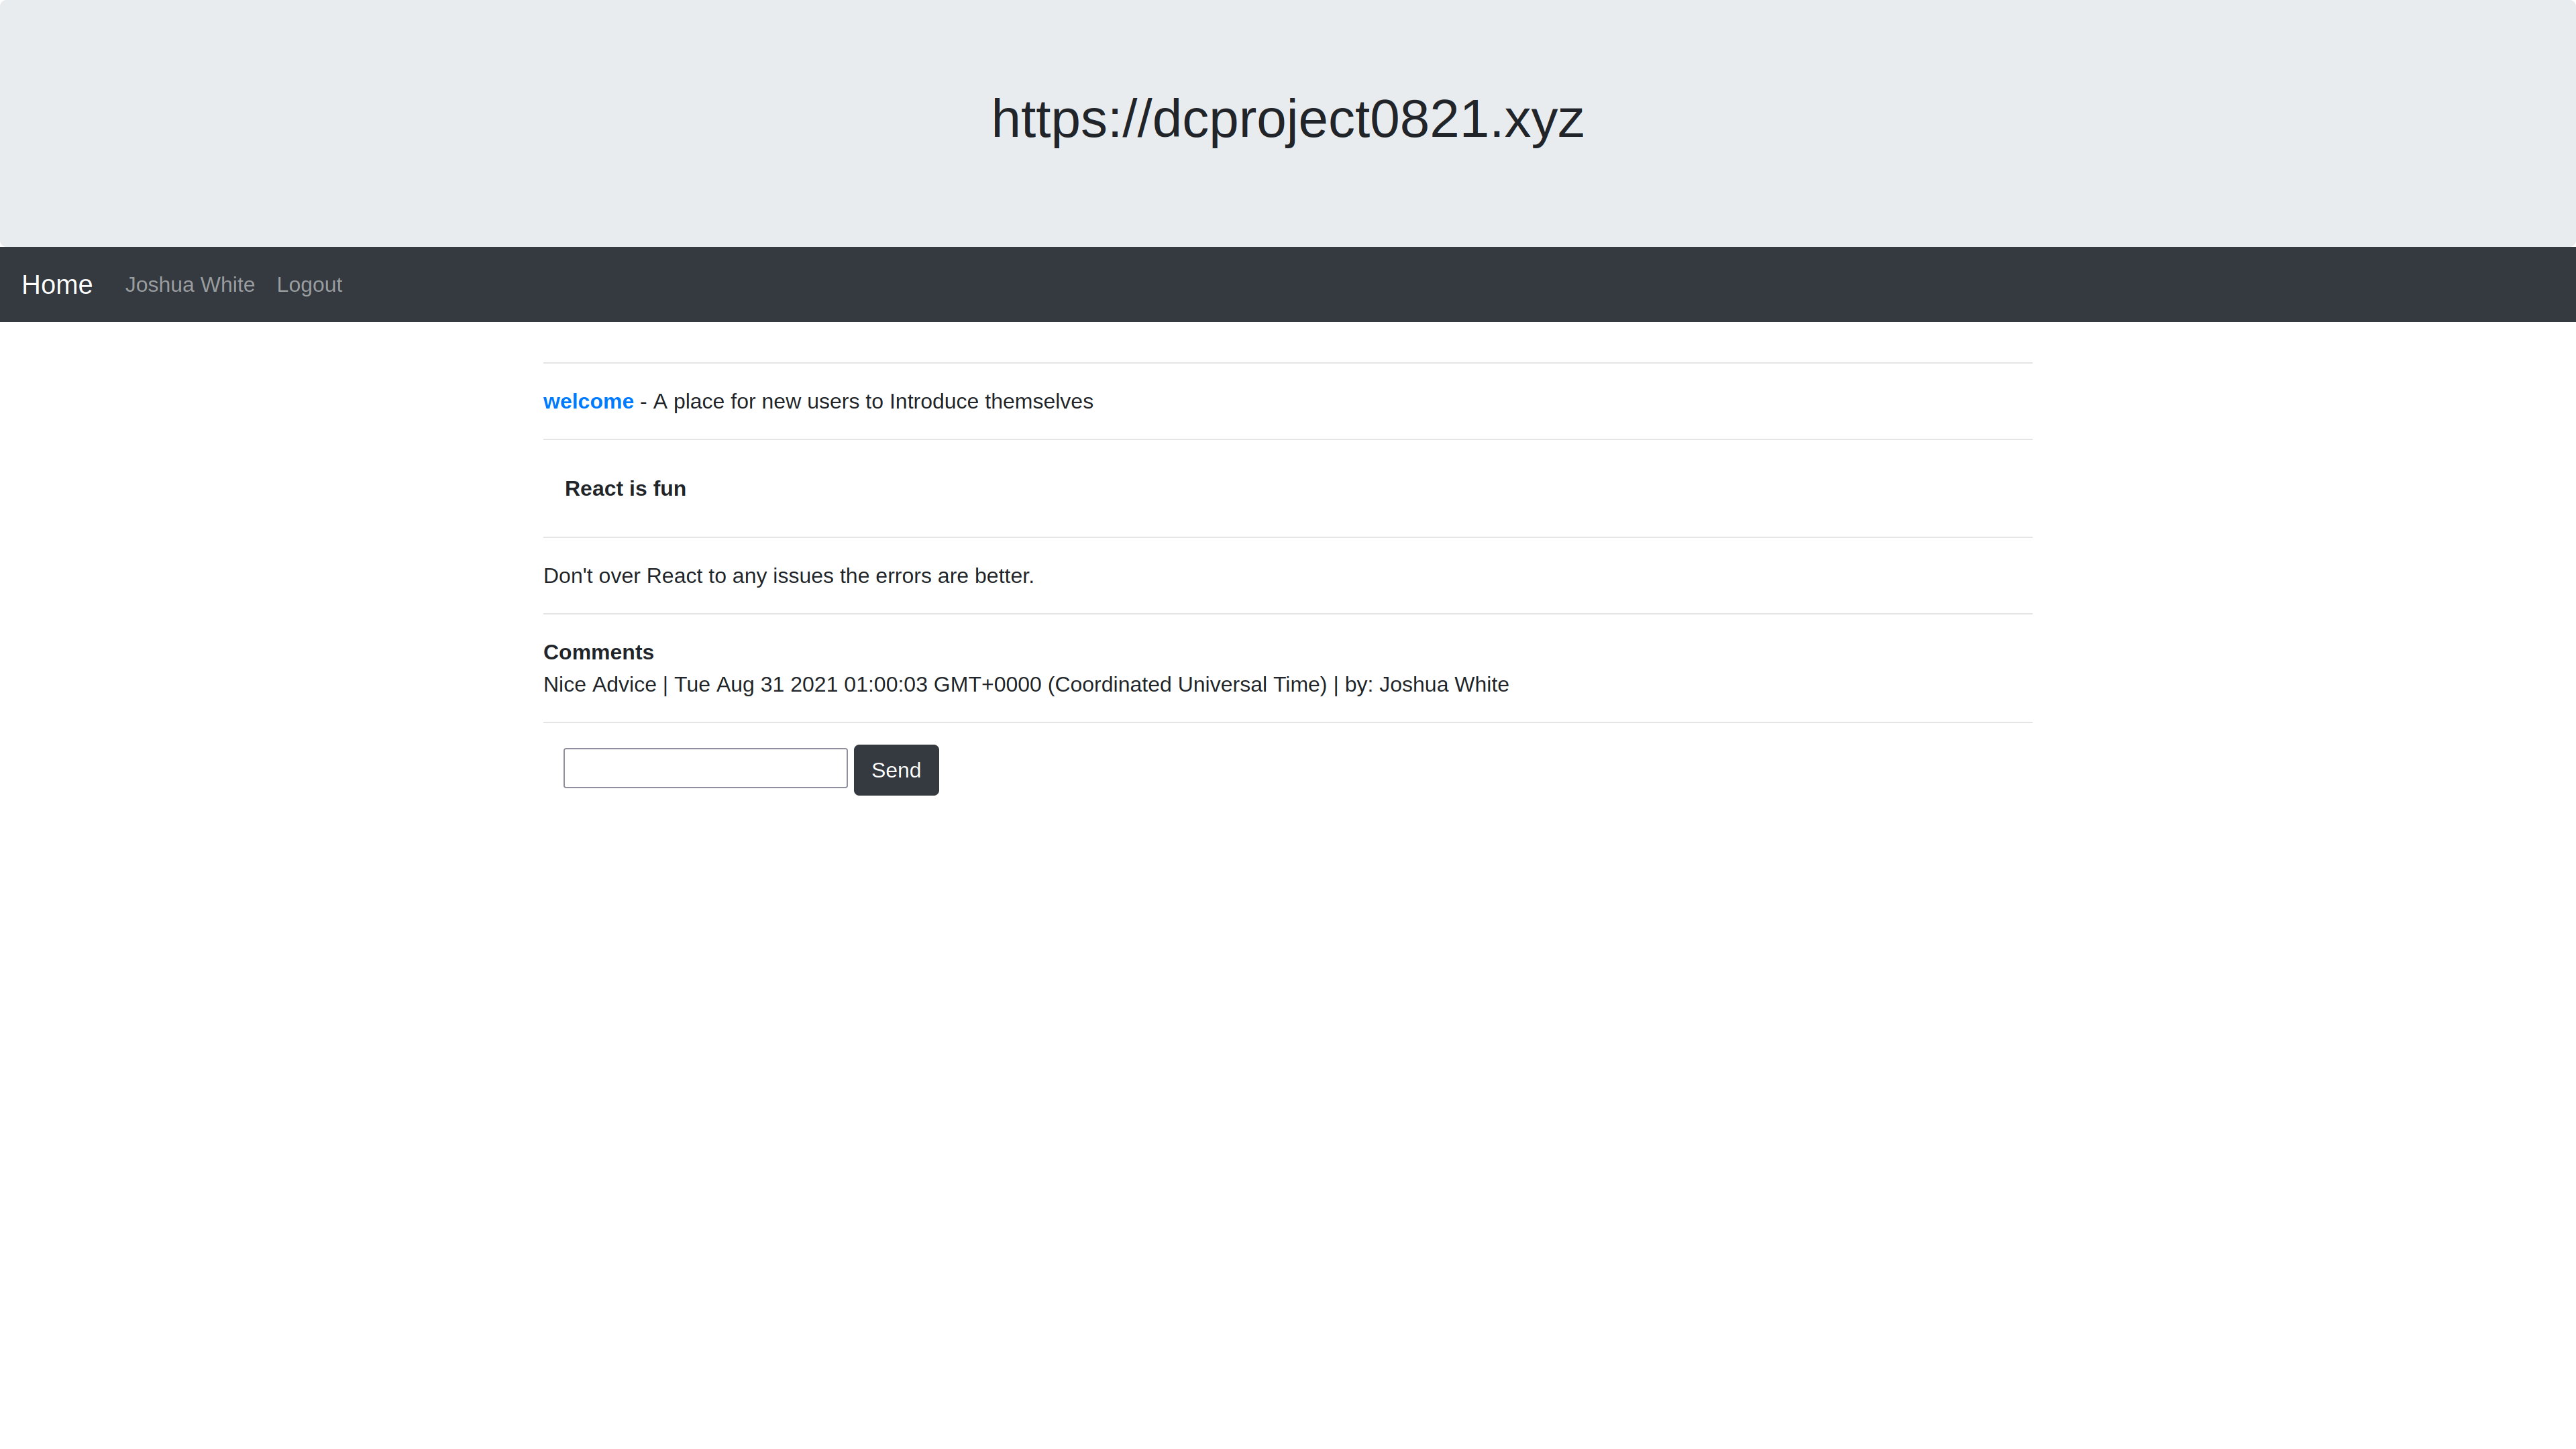 https://dcproject0821.xyz
Home Joshua White Logout
welcome - A place for new users to Introduce themselves
React is fun
Don't over React to any issues the errors are better.
Comments
Nice Advice | Tue Aug 31 2021 01:00:03 GMT+0000 (Coordinated Universal Time) | by: Joshua White
Send